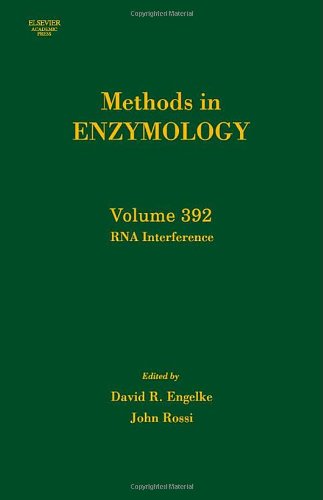 ELSEVIER
ACADEMIC
PRESS
Methods in
ENZYMOLOGY
Volume 392
RNA Interference
Edited by
David R. Engelke
John Rossi